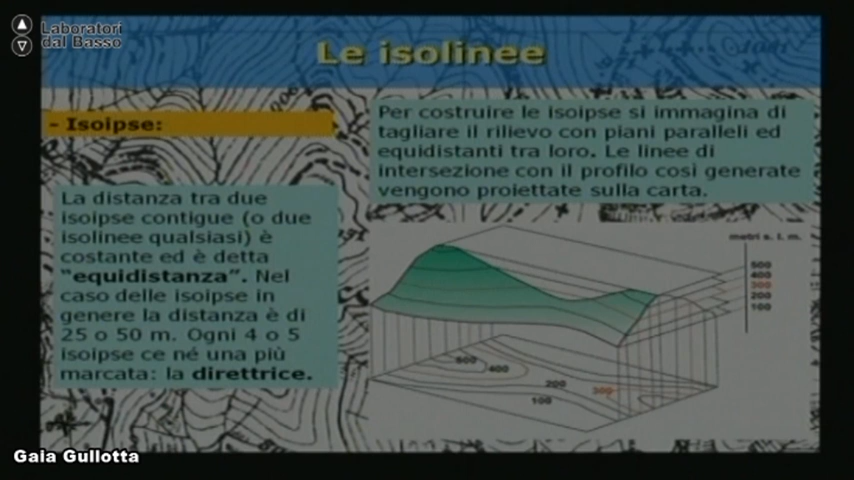 Laboratori
dal Basso
Le isolinee
- Isoipse:
Per costruire le isoipse si immagina di
tagliare il rilievo con piani paralleli ed
equidistanti tra loro. Le linee di
intersezione con il profilo così generate
vengono proiettate sulla carta.
La distanza tra due
isoipse contigue (o due
isolinee qualsiasi) è
costante ed è detta
“equidistanza”. Nel
caso delle isoipse in
genere la distanza è di
25 o 50 m. Ogni 4 o 5
isoipse ce né una più
marcata: la direttrice.
metri s. l. m.
500
400
300
200
100
400
200
300
100
Gaia Gullotta